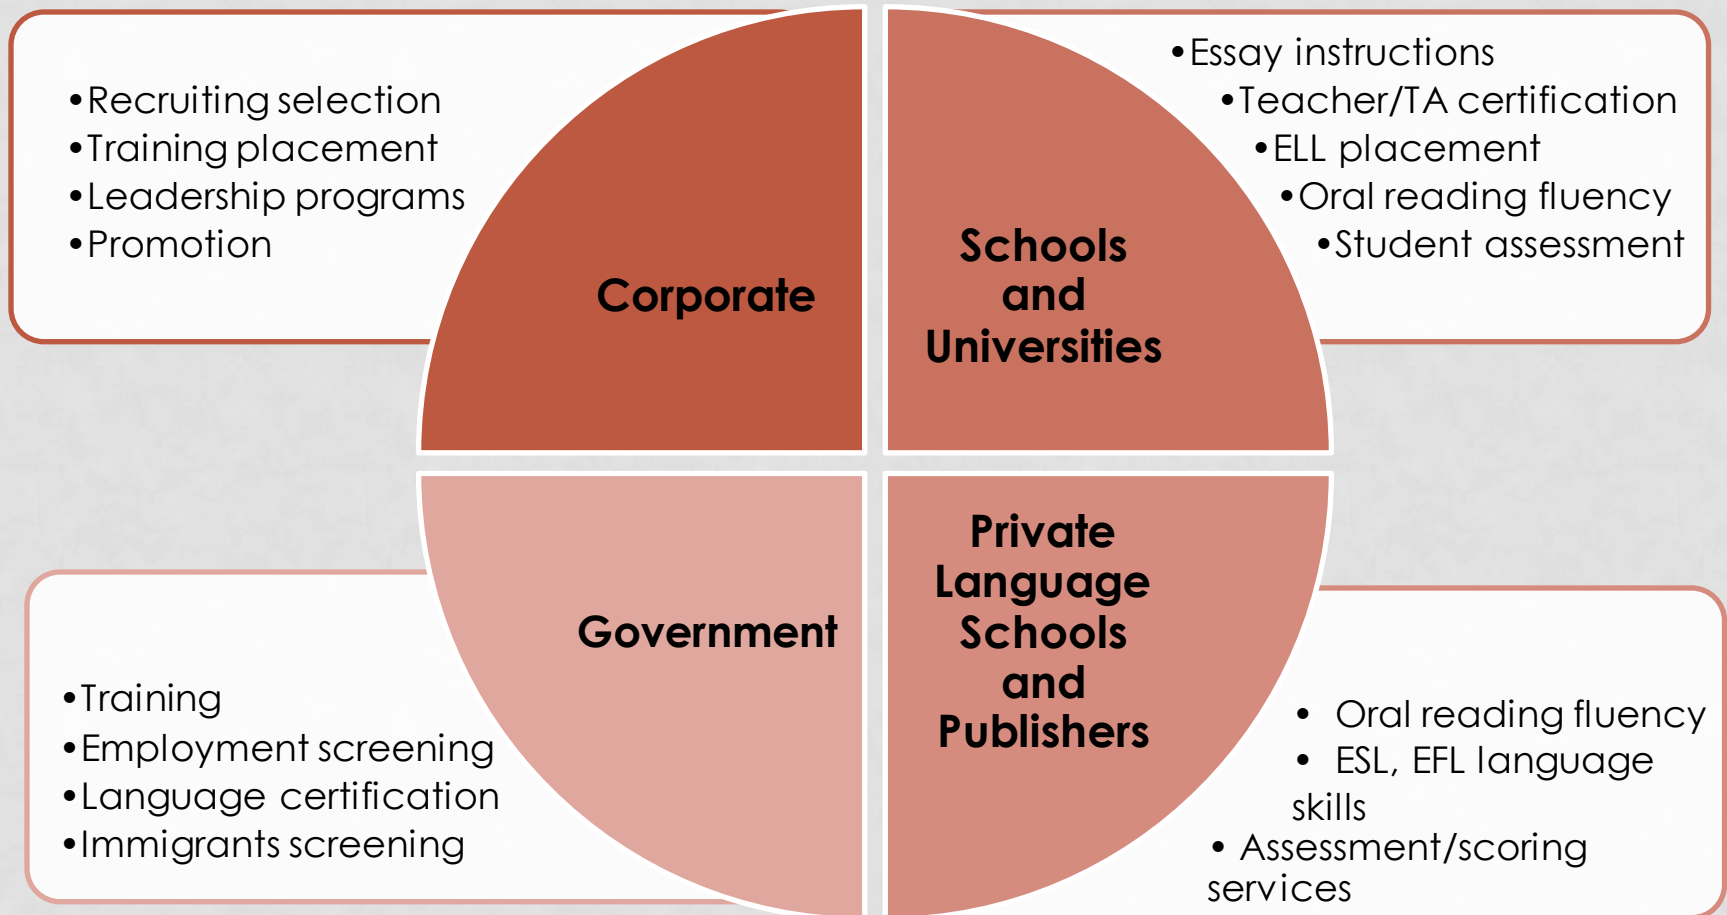 •Recruiting selection
•Training placement
•Leadership programs
•Promotion
Corporate
•Essay instructions
•Teacher/TA certification
•ELL placement
•Oral reading fluency
•Student assessment
Schools
and
Universities
Government
•Training
•Employment screening
•Language certification
•Immigrants screening
Private
Language
Schools
and
Publishers
• Oral reading fluency
• ESL, EFL language
skills
• Assessment/scoring
services